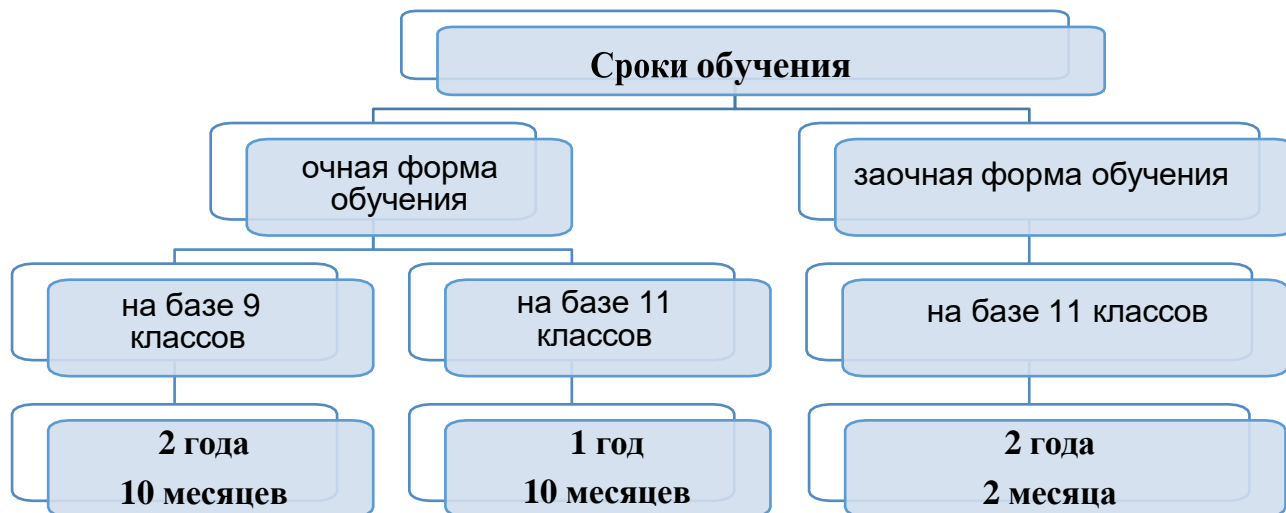 Сроки обучения
очная форма
обучения
заочная форма обучения
на базе 9
классов
на базе 11
классов
на базе 11 классов
2 года
10 месяцев
1 год
10 месяцев
2 года
2 месяца